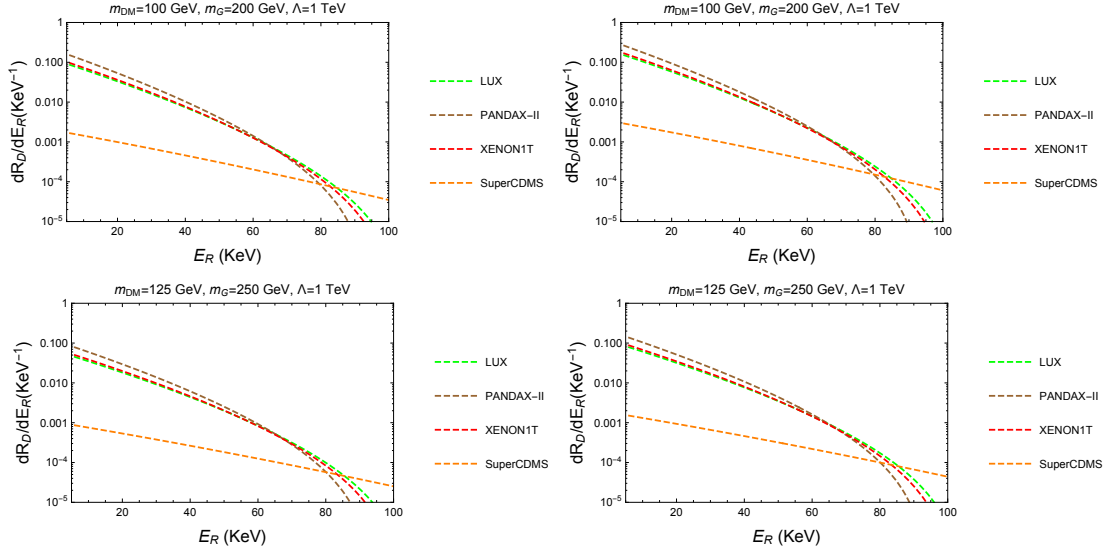 m_DM=100 GeV, m_G=200 GeV, Λ=1 TeV
dR_D/dE_R(KeV⁻¹)
1
0.100
0.010
0.001
10⁻⁴
10⁻⁵
20 40 60 80 100
E_R (KeV)
LUX
PANDAX-II
XENON1T
SuperCDMS
m_DM=100 GeV, m_G=200 GeV, Λ=1 TeV
dR_D/dE_R(KeV⁻¹)
1
0.100
0.010
0.001
10⁻⁴
10⁻⁵
20 40 60 80 100
E_R (KeV)
LUX
PANDAX-II
XENON1T
SuperCDMS
m_DM=125 GeV, m_G=250 GeV, Λ=1 TeV
dR_D/dE_R(KeV⁻¹)
1
0.100
0.010
0.001
10⁻⁴
10⁻⁵
20 40 60 80 100
E_R (KeV)
LUX
PANDAX-II
XENON1T
SuperCDMS
m_DM=125 GeV, m_G=250 GeV, Λ=1 TeV
dR_D/dE_R(KeV⁻¹)
1
0.100
0.010
0.001
10⁻⁴
10⁻⁵
20 40 60 80 100
E_R (KeV)
LUX
PANDAX-II
XENON1T
SuperCDMS